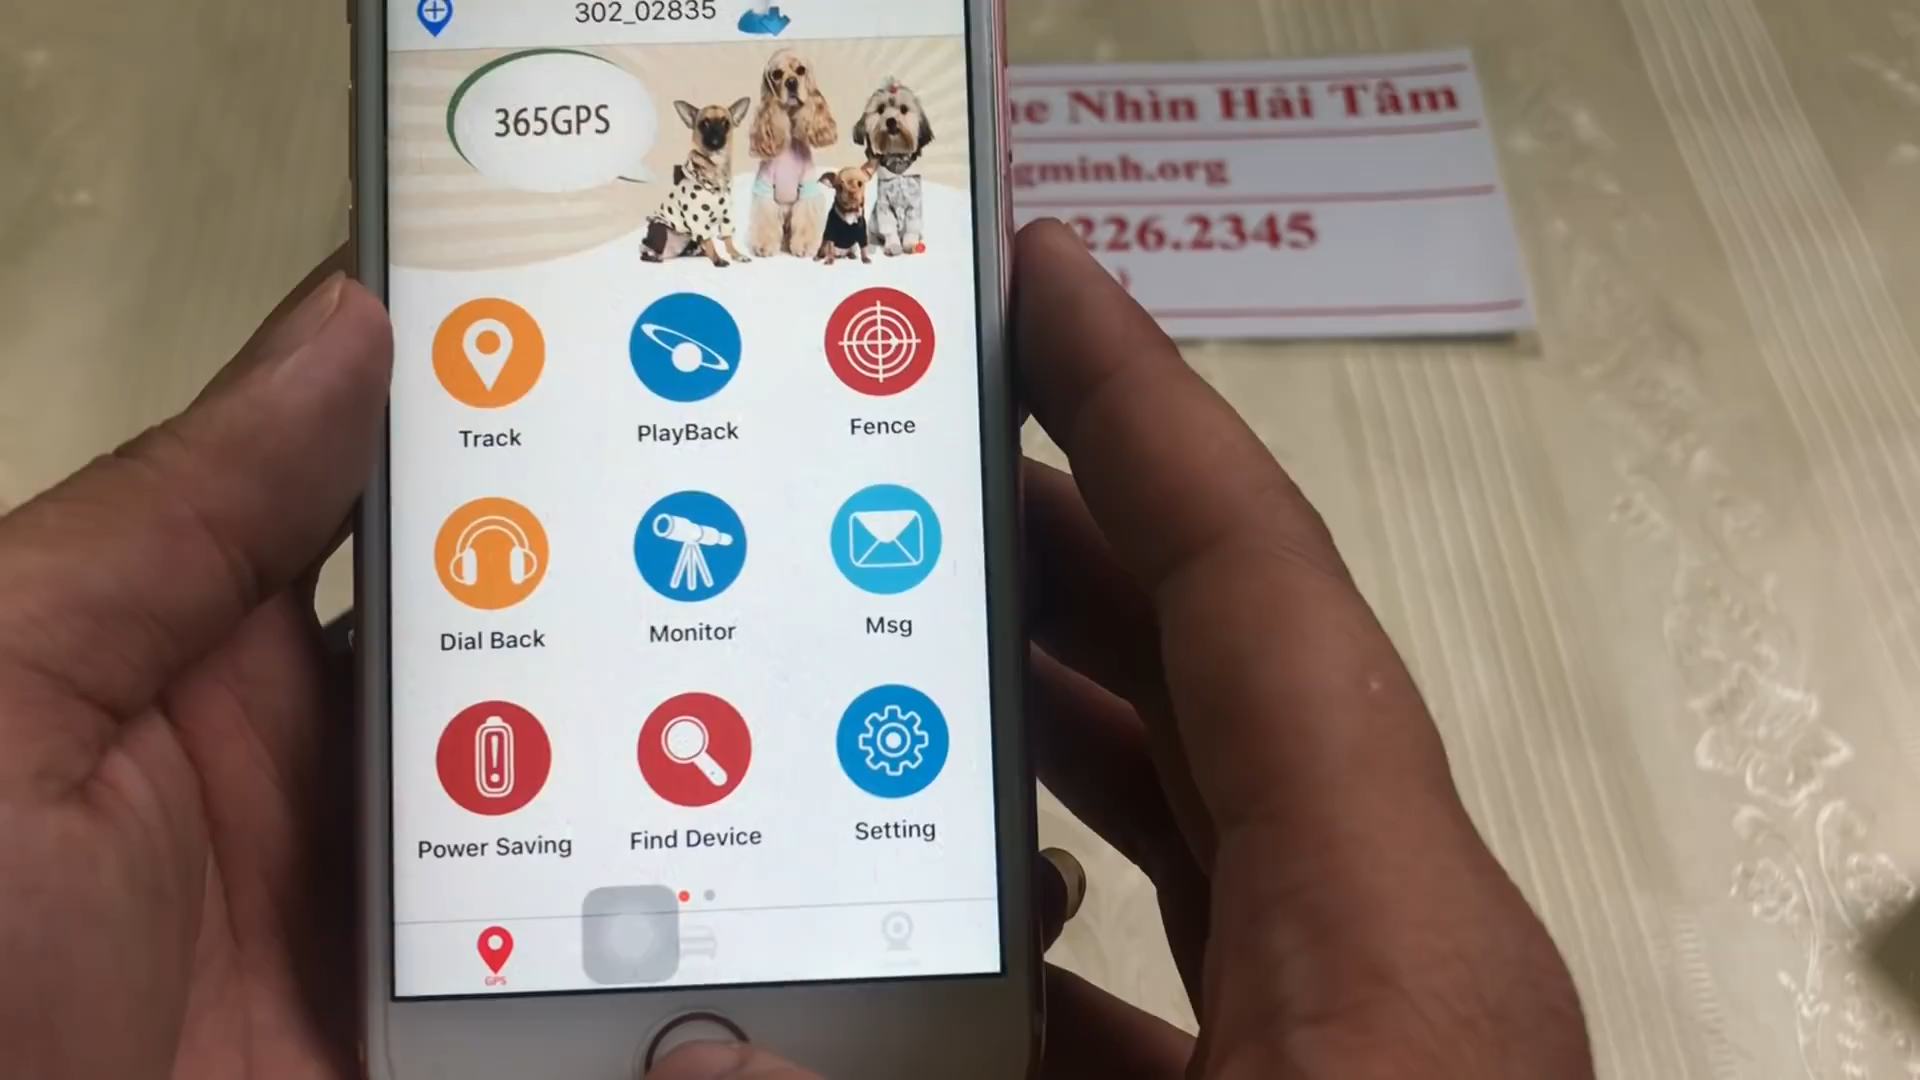 302_02835
365GPS
Nhìn Hải Tâm
gminh.org
226.2345
Track
PlayBack
Fence
Dial Back
Monitor
Msg
Power Saving
Find Device
Setting
GPS